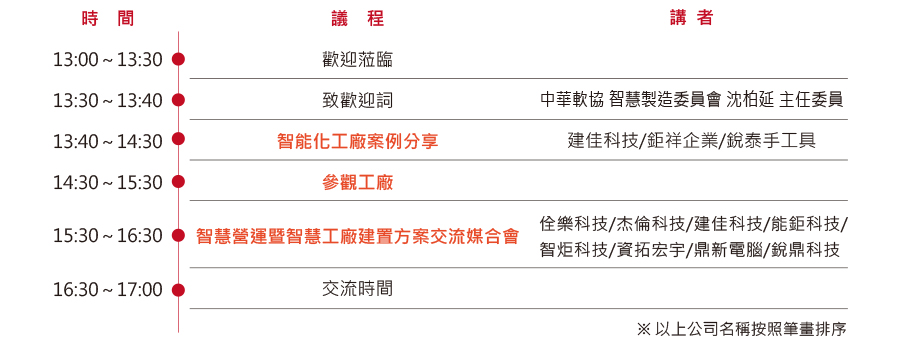 時 間 議 程 講 者
13:00 ~ 13:30 歡迎蒞臨
13:30 ~ 13:40 致歡迎詞 中華軟協 智慧製造委員會 沈柏延 主任委員
13:40 ~ 14:30 智能化工廠案例分享 建佳科技/鉅祥企業/銳泰手工具
14:30 ~ 15:30 參觀工廠
15:30 ~ 16:30 智慧營運暨智慧工廠建置方案交流媒合會 佺樂科技/杰倫科技/建佳科技/能鉅科技/
智炬科技/資拓宏宇/鼎新電腦/銳鼎科技
16:30 ~ 17:00 交流時間
※ 以上公司名稱按照筆畫排序